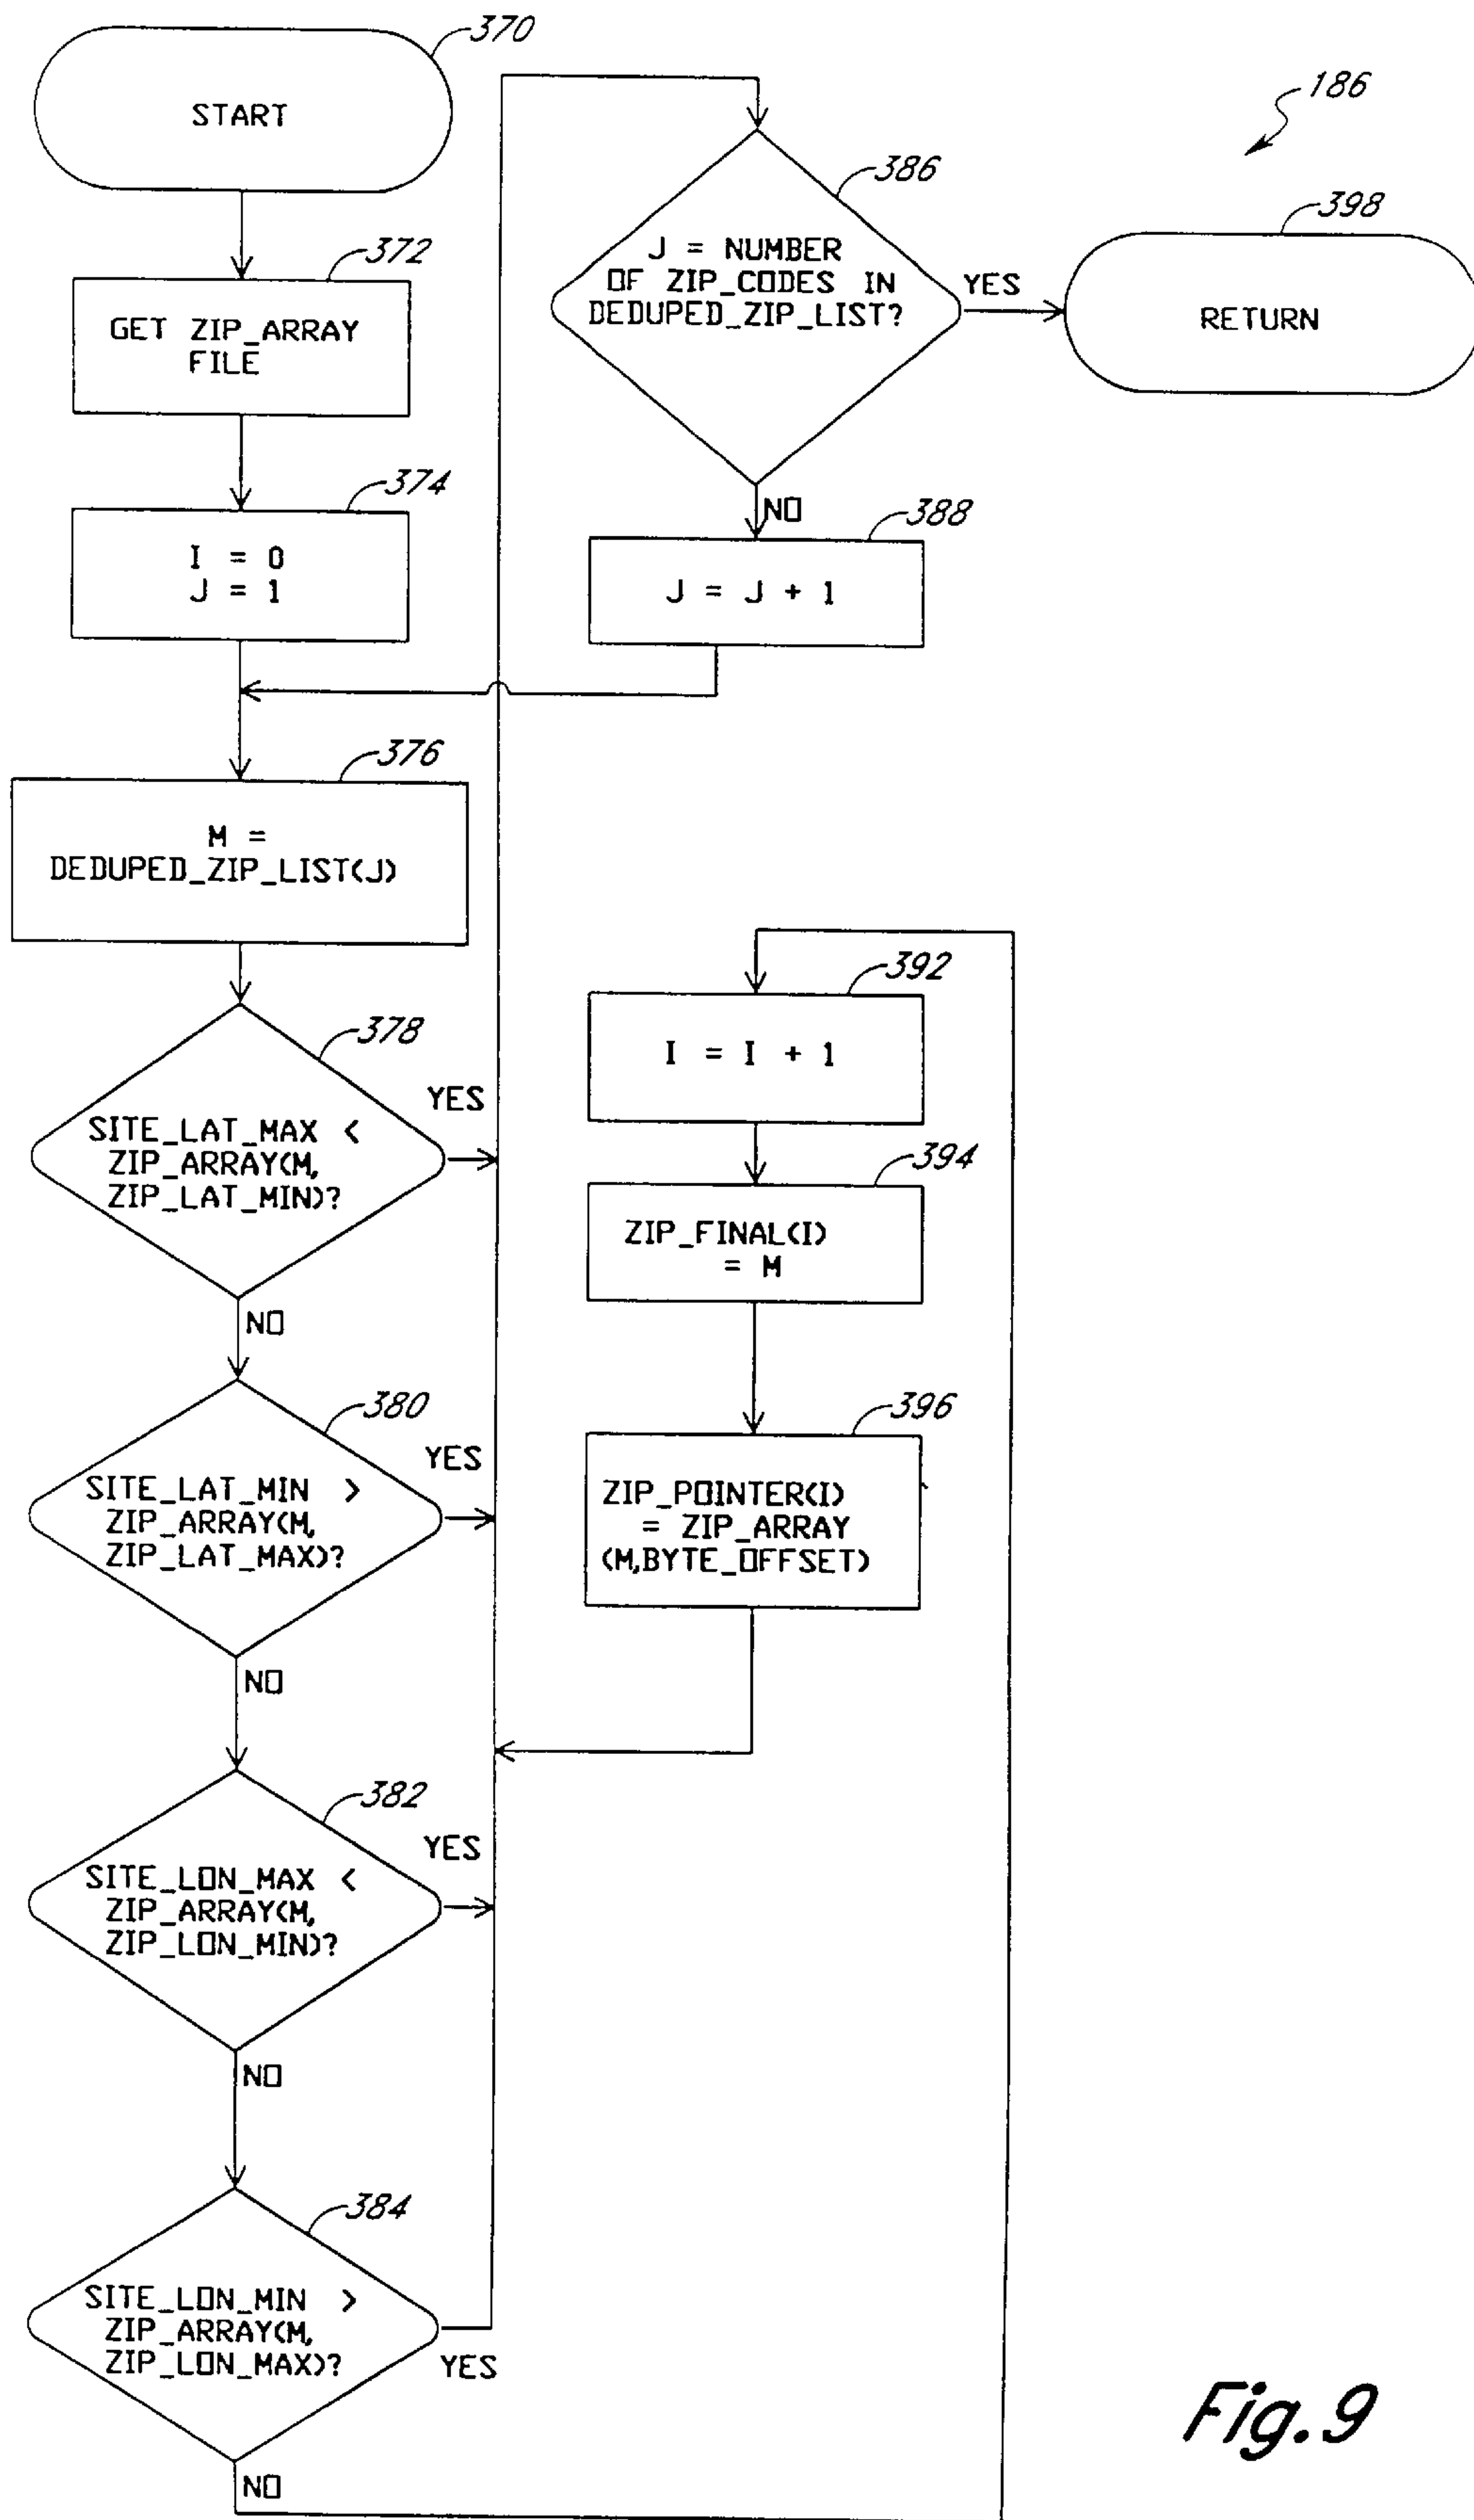 370
START
372
GET ZIP_ARRAY
FILE
374
I = 0
J = 1
376
M =
DEDUPED_ZIP_LIST(J)
378
SITE_LAT_MAX <
ZIP_ARRAY(M,
ZIP_LAT_MIN)?
YES
NO
380
SITE_LAT_MIN >
ZIP_ARRAY(M,
ZIP_LAT_MAX)?
YES
NO
382
SITE_LON_MAX <
ZIP_ARRAY(M,
ZIP_LON_MIN)?
YES
NO
384
SITE_LON_MIN >
ZIP_ARRAY(M,
ZIP_LON_MAX)?
YES
NO
386
J = NUMBER
OF ZIP_CODES IN
DEDUPED_ZIP_LIST?
YES
NO
388
J = J + 1
392
I = I + 1
394
ZIP_FINAL(I)
= M
396
ZIP_POINTER(I)
= ZIP_ARRAY
(M,BYTE_OFFSET)
186
398
RETURN
Fig.9